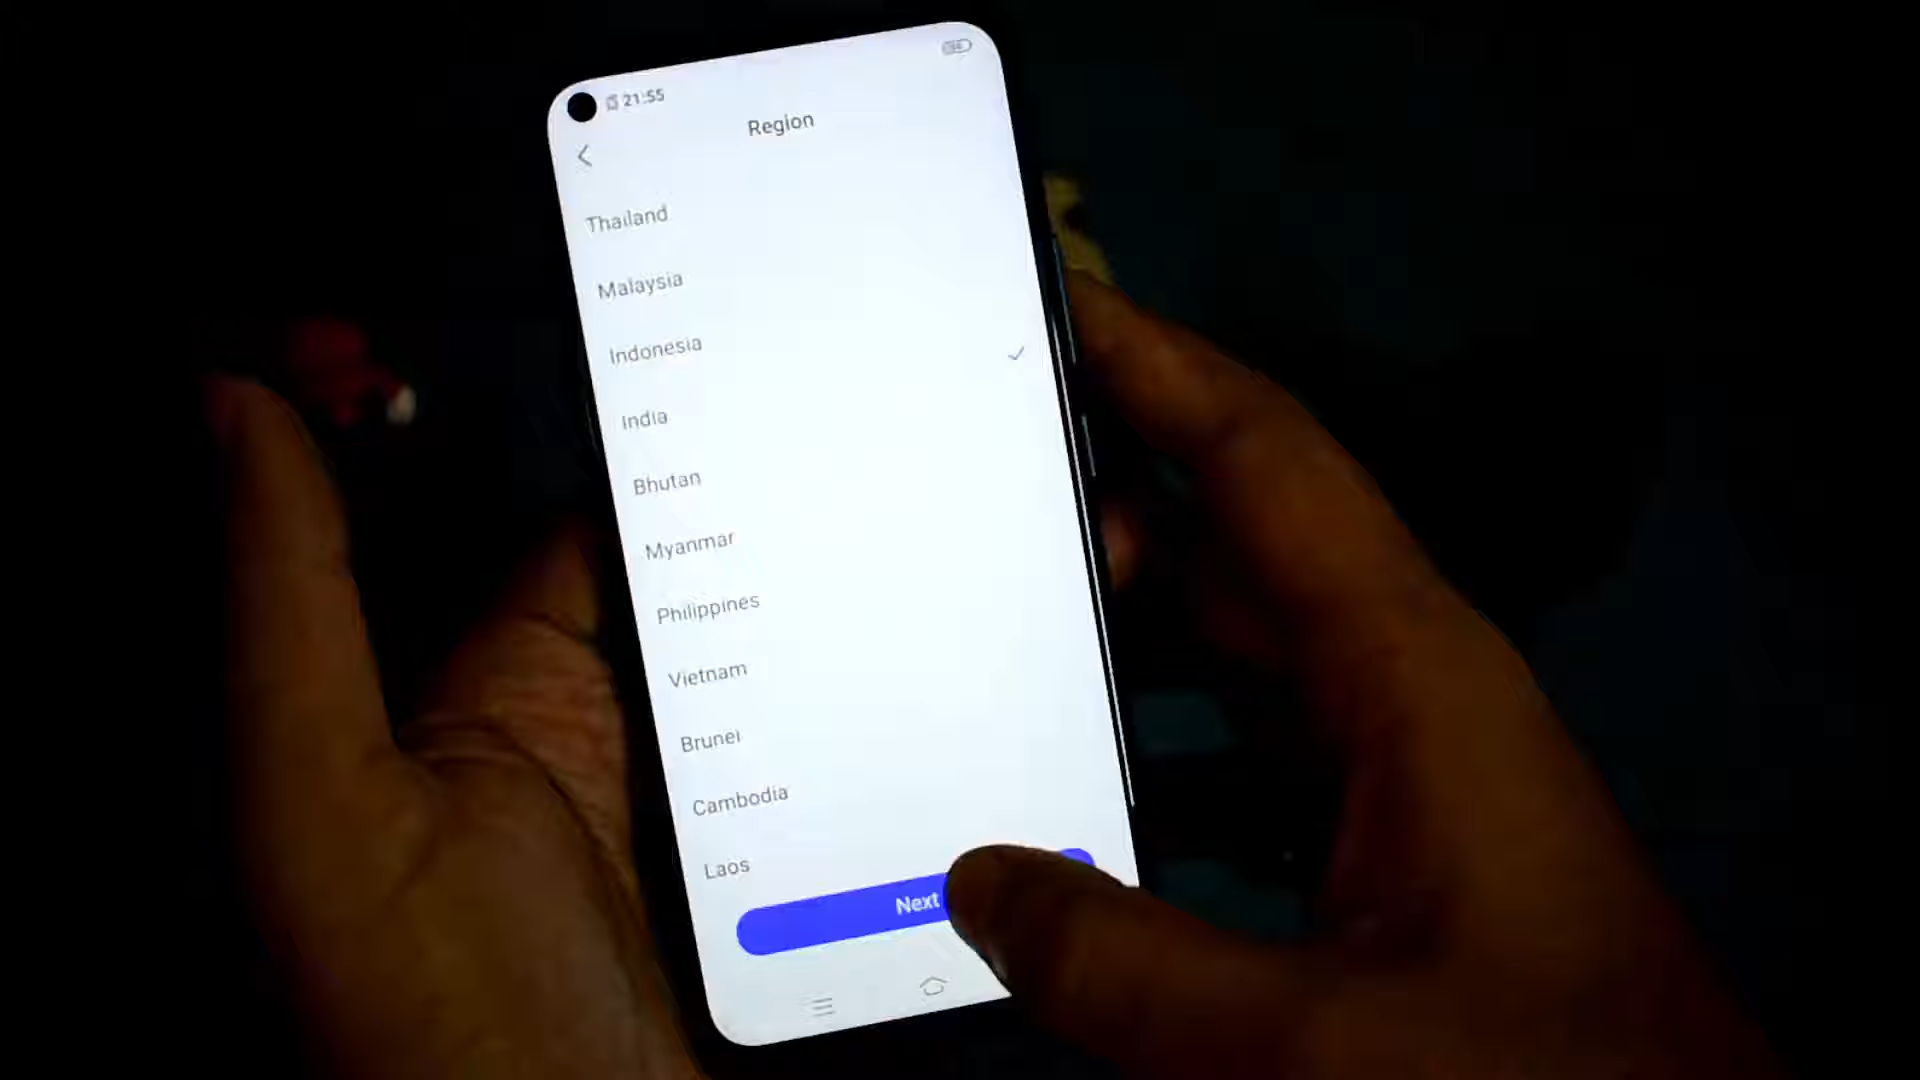 21:55
Region
Thailand
Malaysia
Indonesia
India
Bhutan
Myanmar
Philippines
Vietnam
Brunei
Cambodia
Laos
Next